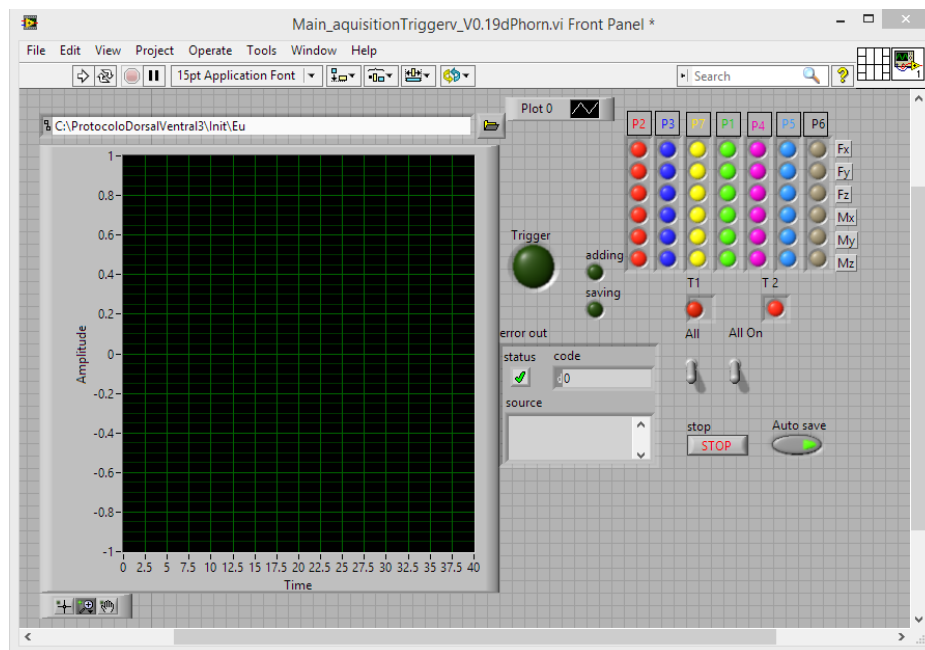 Main_aquisitionTriggerv_V0.19dPhorn.vi Front Panel *
File Edit View Project Operate Tools Window Help
15pt Application Font
Search
?
1
C:\ProtocoloDorsalVentral3\Init\Eu
Plot 0
P2 P3 P7 P1 P4 P5 P6
Fx
Fy
Fz
Mx
My
Mz
Trigger
adding
saving
T1 T 2
All All On
error out
status code
d 0
source
stop Auto save
STOP
Amplitude
1
0.8
0.6
0.4
0.2
0
-0.2
-0.4
-0.6
-0.8
-1
0 2.5 5 7.5 10 12.5 15 17.5 20 22.5 25 27.5 30 32.5 35 37.5 40
Time